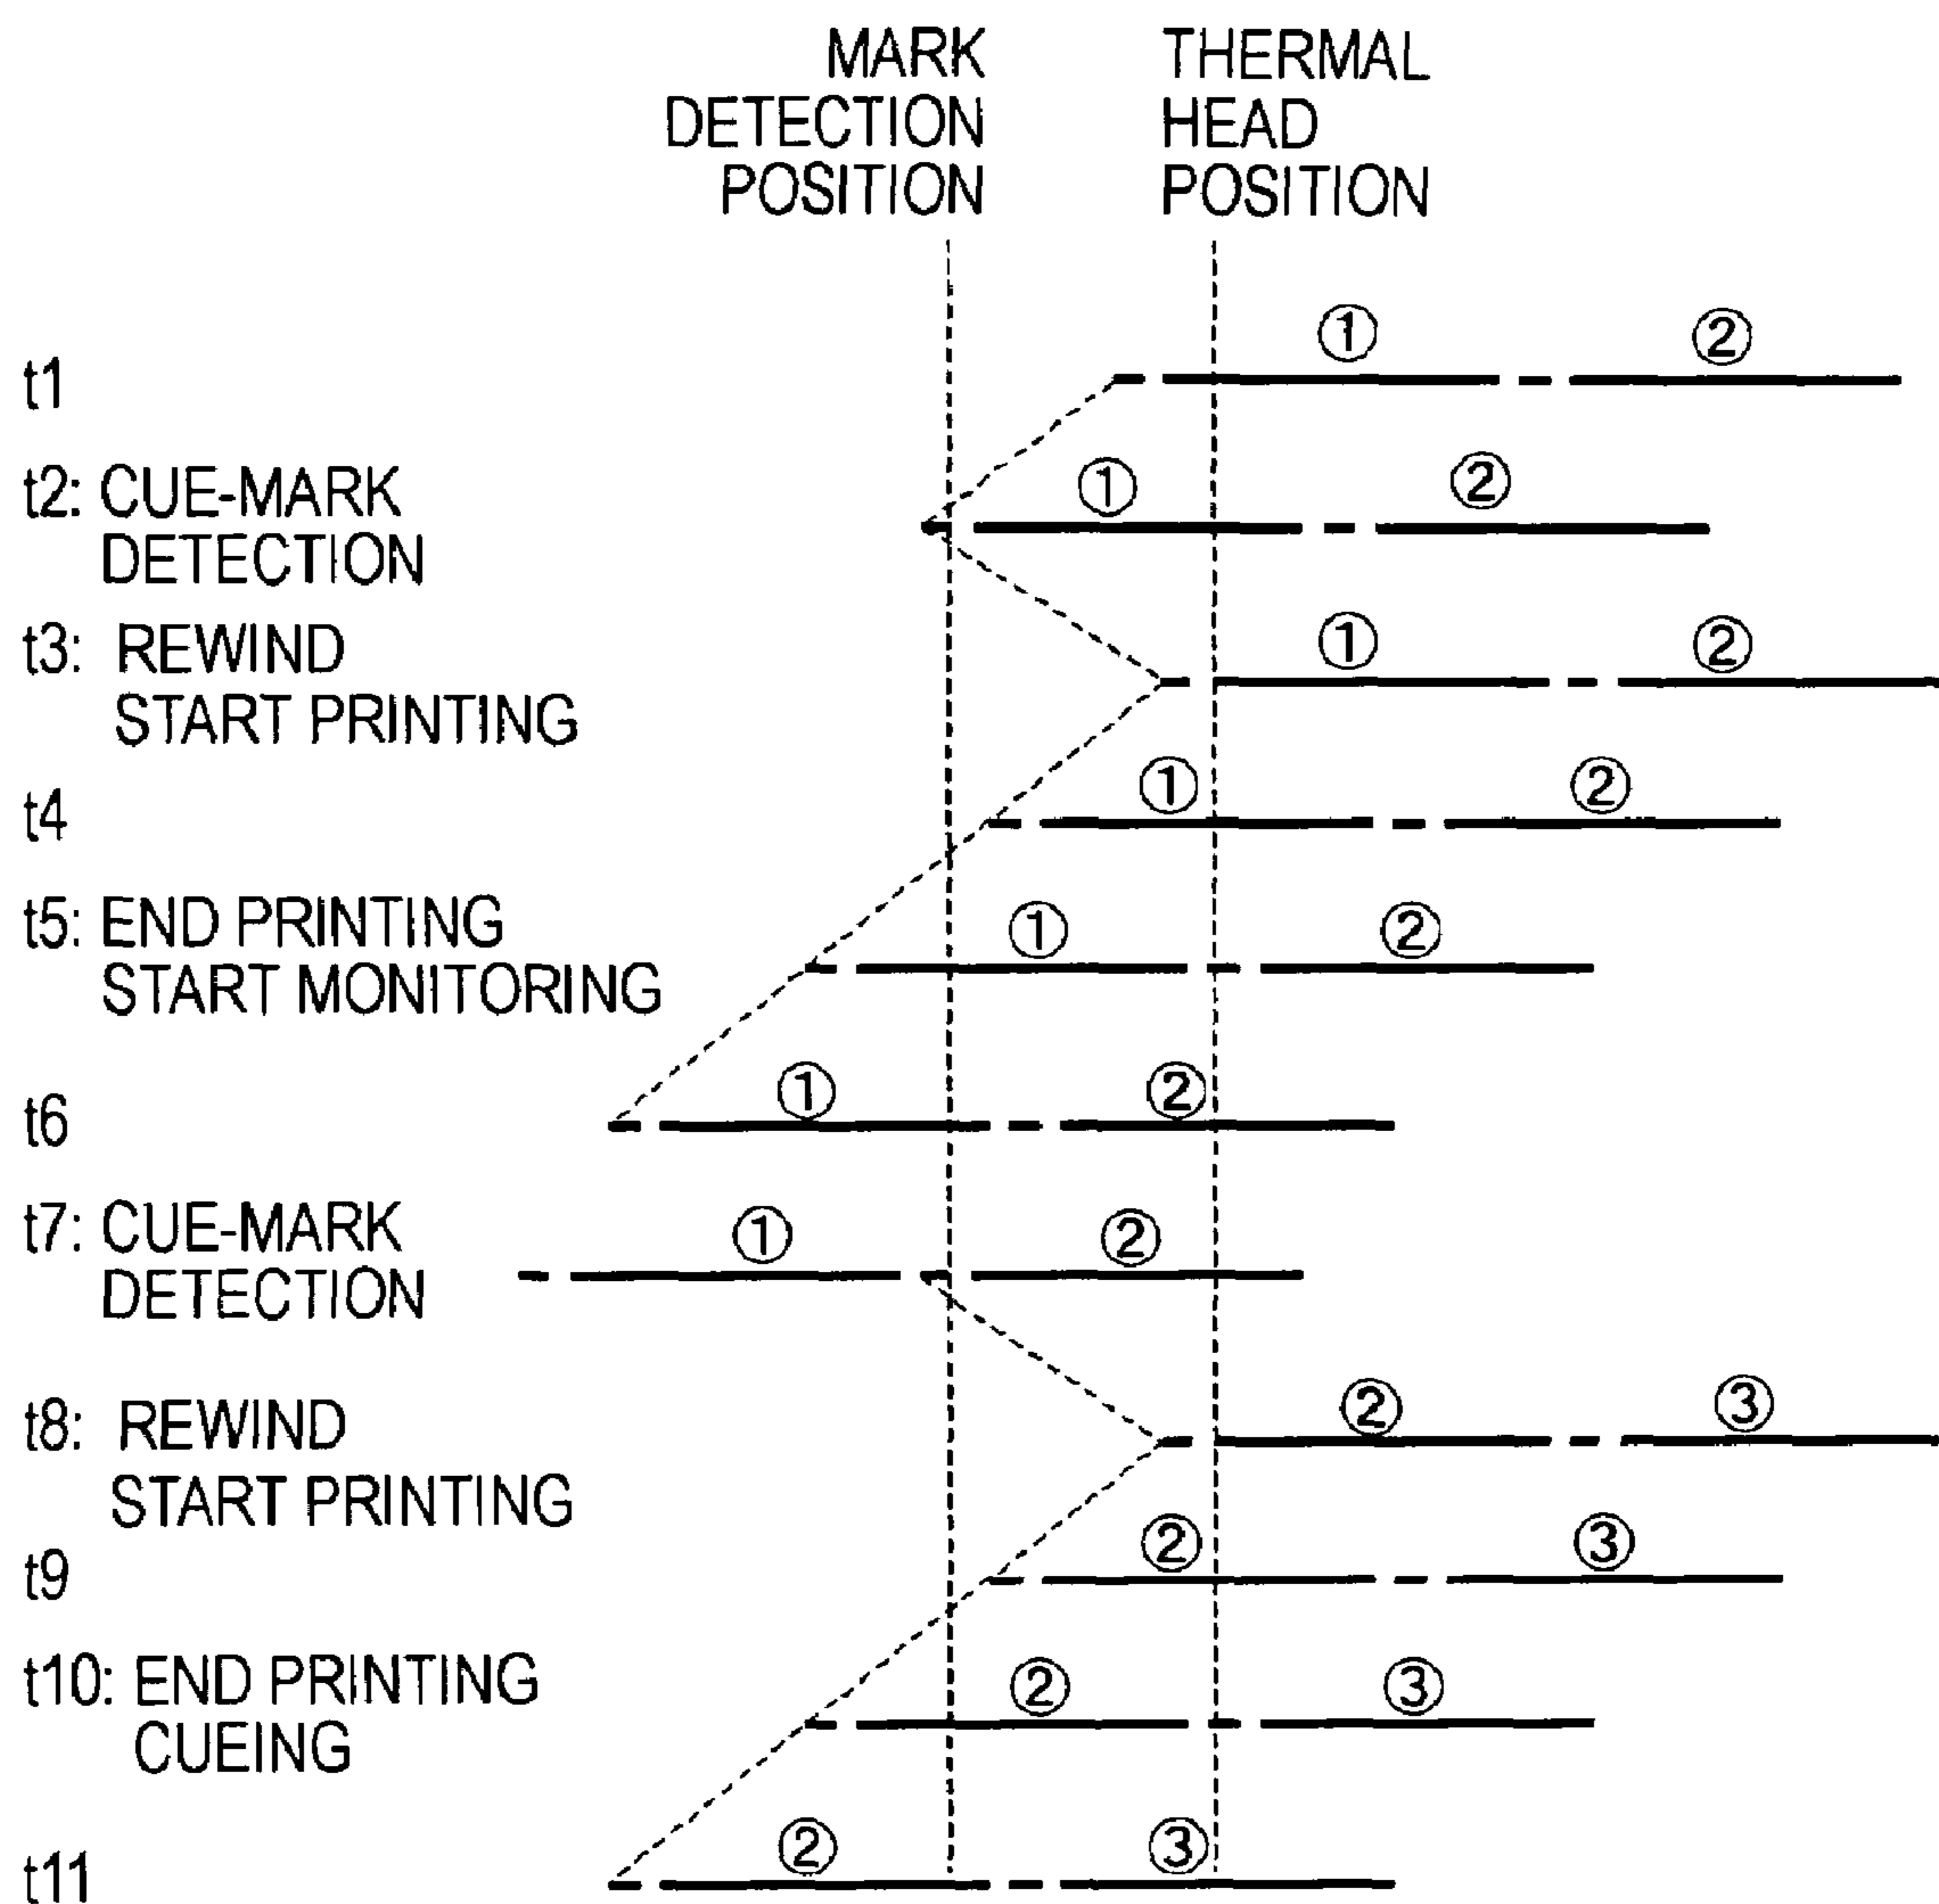 MARK
DETECTION
POSITION
THERMAL
HEAD
POSITION
t1
① ②
t2: CUE-MARK
DETECTION
① ②
t3: REWIND
START PRINTING
① ②
t4
① ②
t5: END PRINTING
START MONITORING
① ②
t6
① ②
t7: CUE-MARK
DETECTION
① ②
t8: REWIND
START PRINTING
② ③
t9
② ③
t10: END PRINTING
CUEING
② ③
t11
② ③